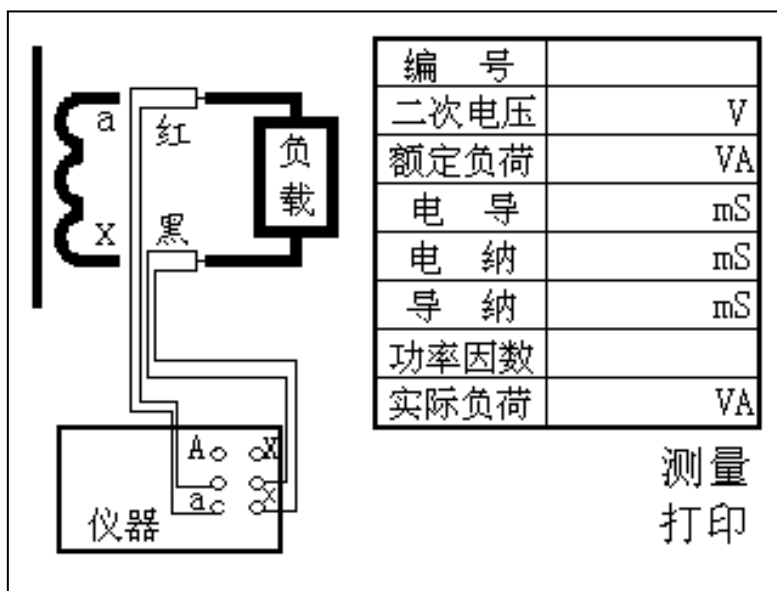 a
红
负
载
X
黑
A X
a x
仪器
编 号
二次电压 V
额定负荷 VA
电 导 mS
电 纳 mS
导 纳 mS
功率因数
实际负荷 VA
测量
打印